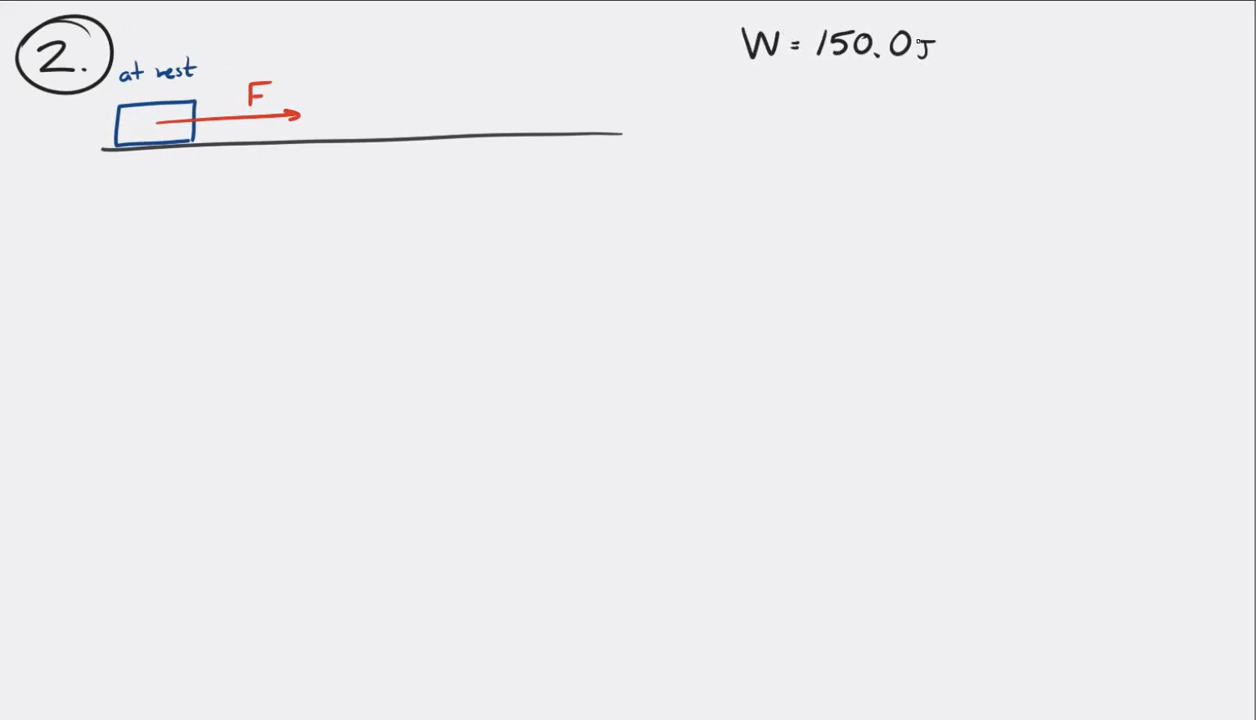 2.
at rest
F
W = 150.0J